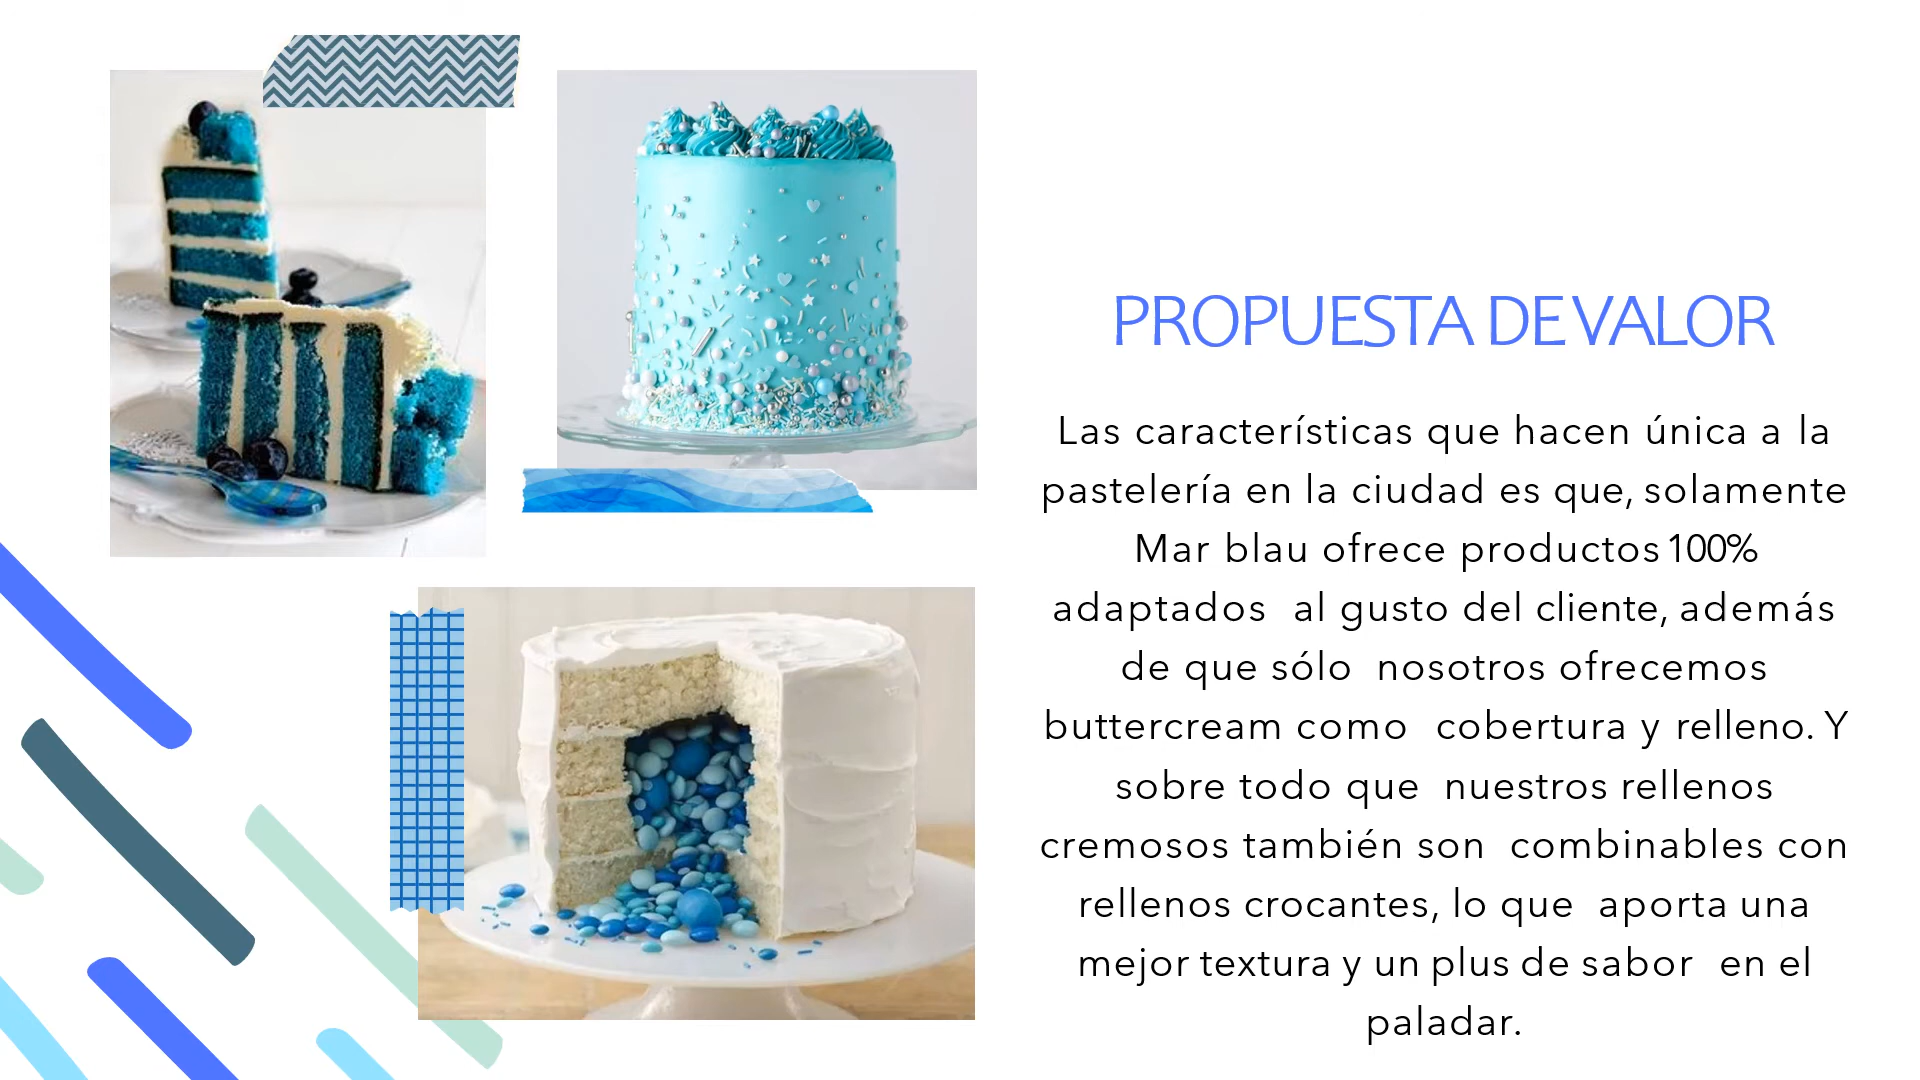 PROPUESTA DE VALOR
Las características que hacen única a la
pastelería en la ciudad es que, solamente
Mar blau ofrece productos 100%
adaptados al gusto del cliente, además
de que sólo nosotros ofrecemos
buttercream como cobertura y relleno. Y
sobre todo que nuestros rellenos
cremosos también son combinables con
rellenos crocantes, lo que aporta una
mejor textura y un plus de sabor en el
paladar.